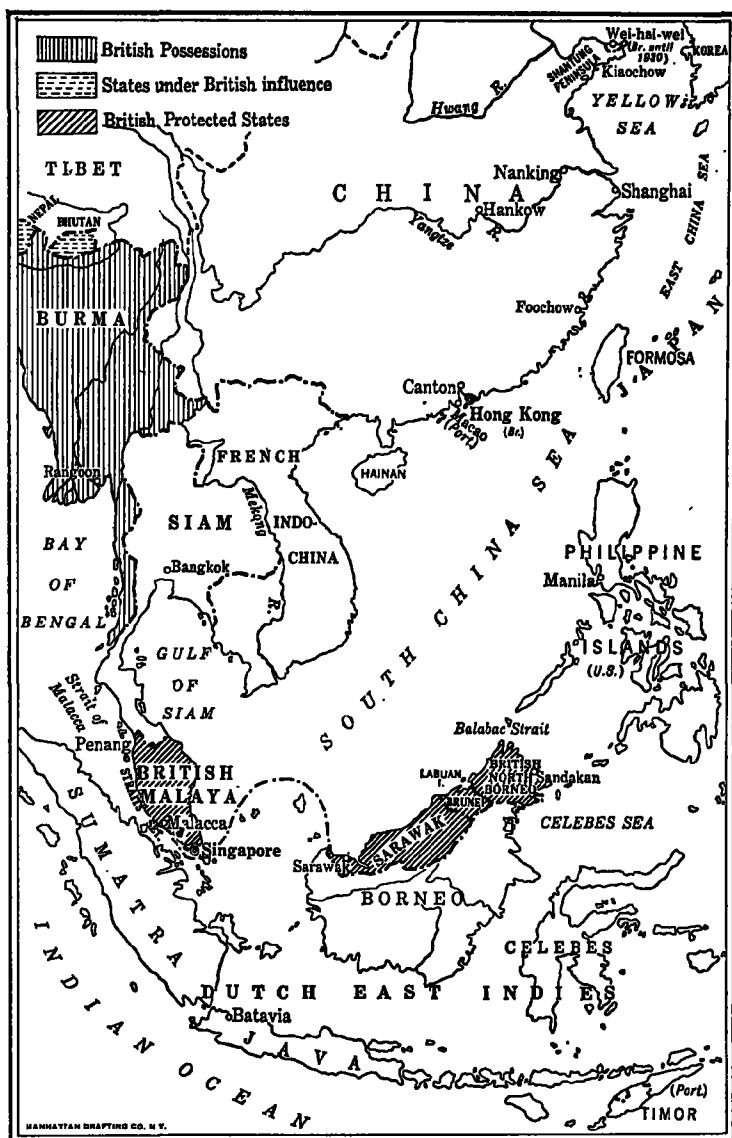 British Possessions
States under British influence
British Protected States
Wei-hai-wei
(Br. until
1930)
KOREA
SHANTUNG
PENINSULA
Kiaochow
Hwang R.
YELLOW
SEA
TIBET
Nanking
CHINA
Shanghai
NEPAL
BHUTAN
Hankow
Yangtze R.
EAST CHINA SEA
BURMA
Foochow
JAPAN
FORMOSA
Canton
Hong Kong
(Br.)
Macao
(Port.)
FRENCH
HAINAN
Rangoon
SIAM
Mekong R.
INDO-
CHINA
BAY
OF
BENGAL
Bangkok
PHILIPPINE
Manila
ISLANDS
(U.S.)
SOUTH CHINA SEA
GULF
OF
SIAM
Strait of
Malacca
Balabac Strait
Penang
BRITISH
MALAYA
STRAITS
LABUAN
I.
BRITISH
NORTH
BORNEO
Sandakan
BRUNEI
Malacca
CELEBES SEA
SARAWAK
Singapore
Sarawak
SUMATRA
BORNEO
CELEBES
DUTCH EAST INDIES
Batavia
JAVA
INDIAN OCEAN
(Port.)
TIMOR
MANHATTAN DRAFTING CO. N.Y.